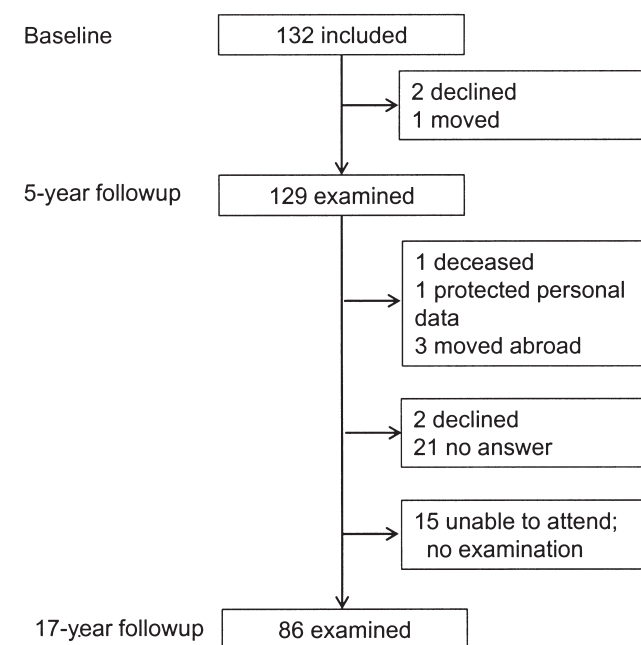 Baseline
132 included
2 declined
1 moved
5-year followup
129 examined
1 deceased
1 protected personal
data
3 moved abroad
2 declined
21 no answer
15 unable to attend;
no examination
17-year followup
86 examined